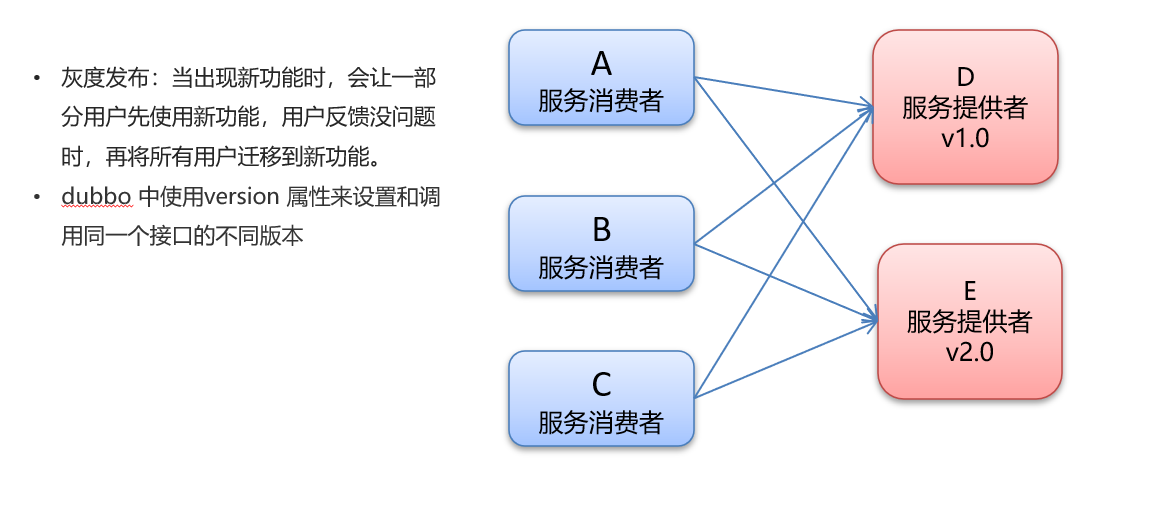 • 灰度发布：当出现新功能时，会让一部
分用户先使用新功能，用户反馈没问题
时，再将所有用户迁移到新功能。
• dubbo 中使用version 属性来设置和调
用同一个接口的不同版本
A
服务消费者
B
服务消费者
C
服务消费者
D
服务提供者
v1.0
E
服务提供者
v2.0